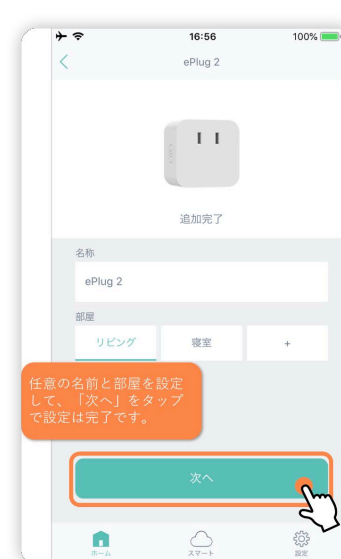 16:56
100%
ePlug 2
追加完了
名称
ePlug 2
部屋
リビング
寝室
+
任意の名前と部屋を設定
して、「次へ」をタップ
で設定は完了です。
次へ
ホーム
スマート
設定